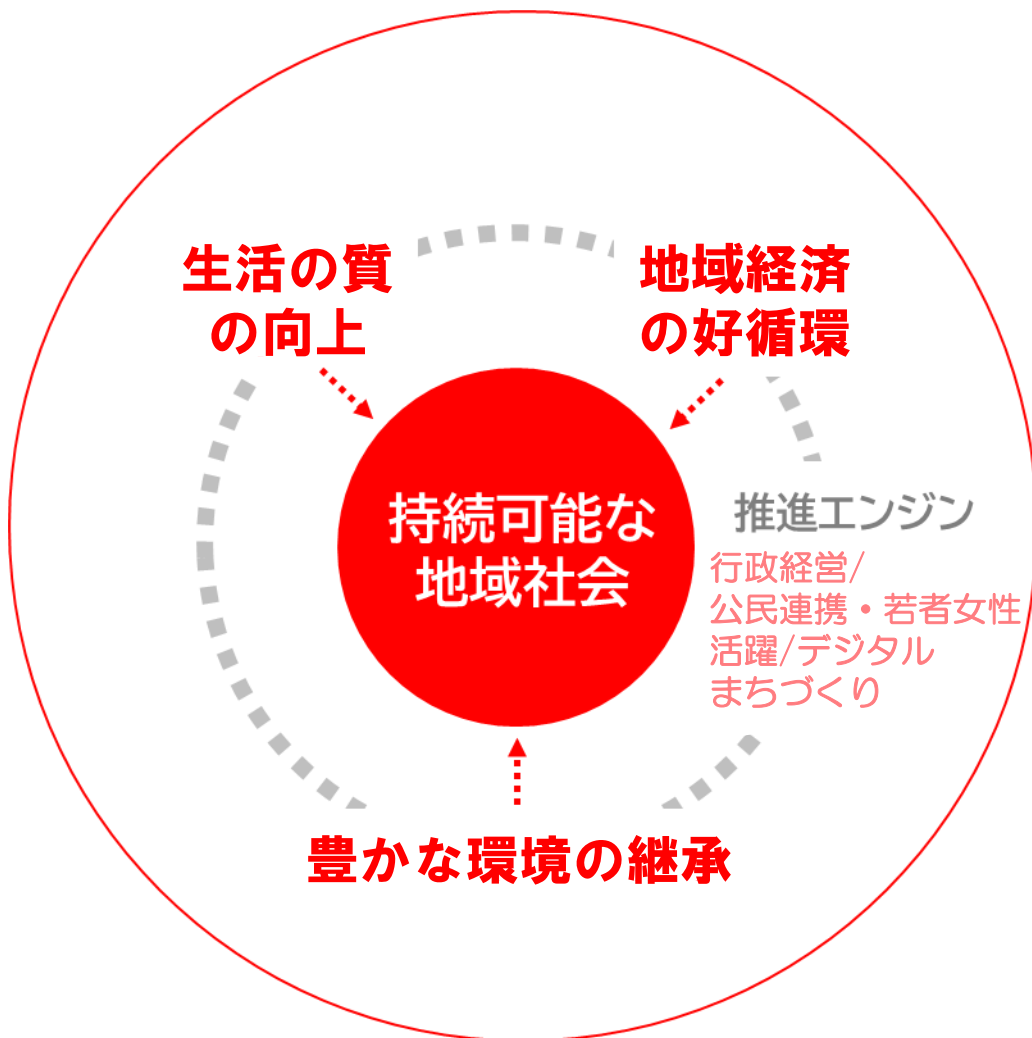 生活の質
の向上
地域経済
の好循環
持続可能な
地域社会
推進エンジン
行政経営/
公民連携・若者女性
活躍/デジタル
まちづくり
豊かな環境の継承